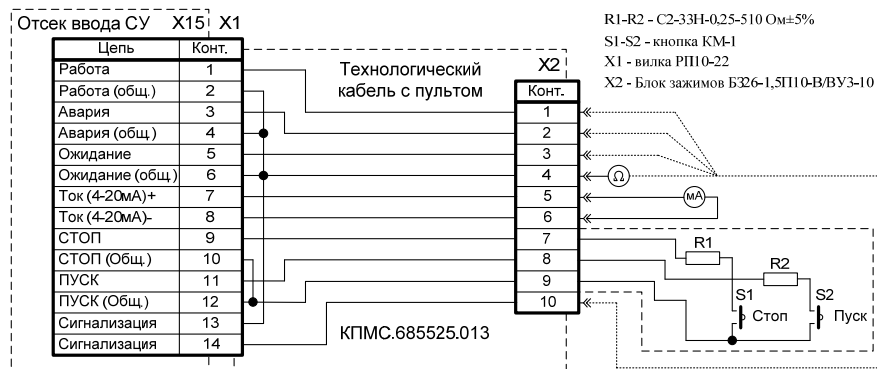 Отсек ввода СУ X15 X1
Цепь Конт.
Работа 1
Работа (общ.) 2
Авария 3
Авария (общ.) 4
Ожидание 5
Ожидание (общ.) 6
Ток (4-20мА)+ 7
Ток (4-20мА)- 8
СТОП 9
СТОП (Общ.) 10
ПУСК 11
ПУСК (Общ.) 12
Сигнализация 13
Сигнализация 14
Технологический
кабель с пультом
КПМС.685525.013
X2
Конт.
1
2
3
4
5
6
7
8
9
10
Ω
мА
R1
R2
S1
Стоп
S2
Пуск
R1-R2 - С2-33Н-0,25-510 Ом±5%
S1-S2 - кнопка КМ-1
X1 - вилка РП10-22
X2 - Блок зажимов БЗ26-1,5П10-В/ВУ3-10